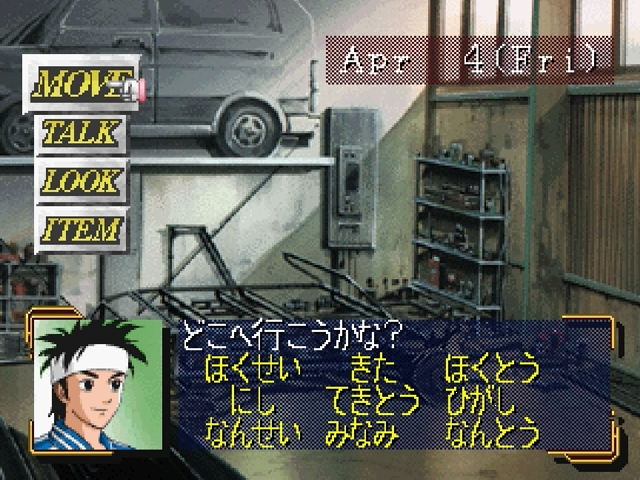 Apr 4(Fri)
MOVE
TALK
LOOK
ITEM
どこへ行こうかな?
ほくせい きた ほくとう
にし てきとう ひがし
なんせい みなみ なんとう